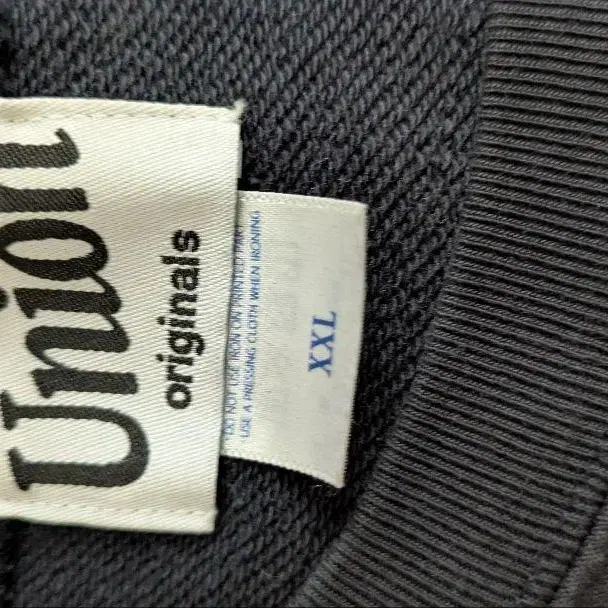 Union
originals
DO NOT USE IRON ON PRINTED PART
USE A PRESSING CLOTH WHEN IRONING
XXL